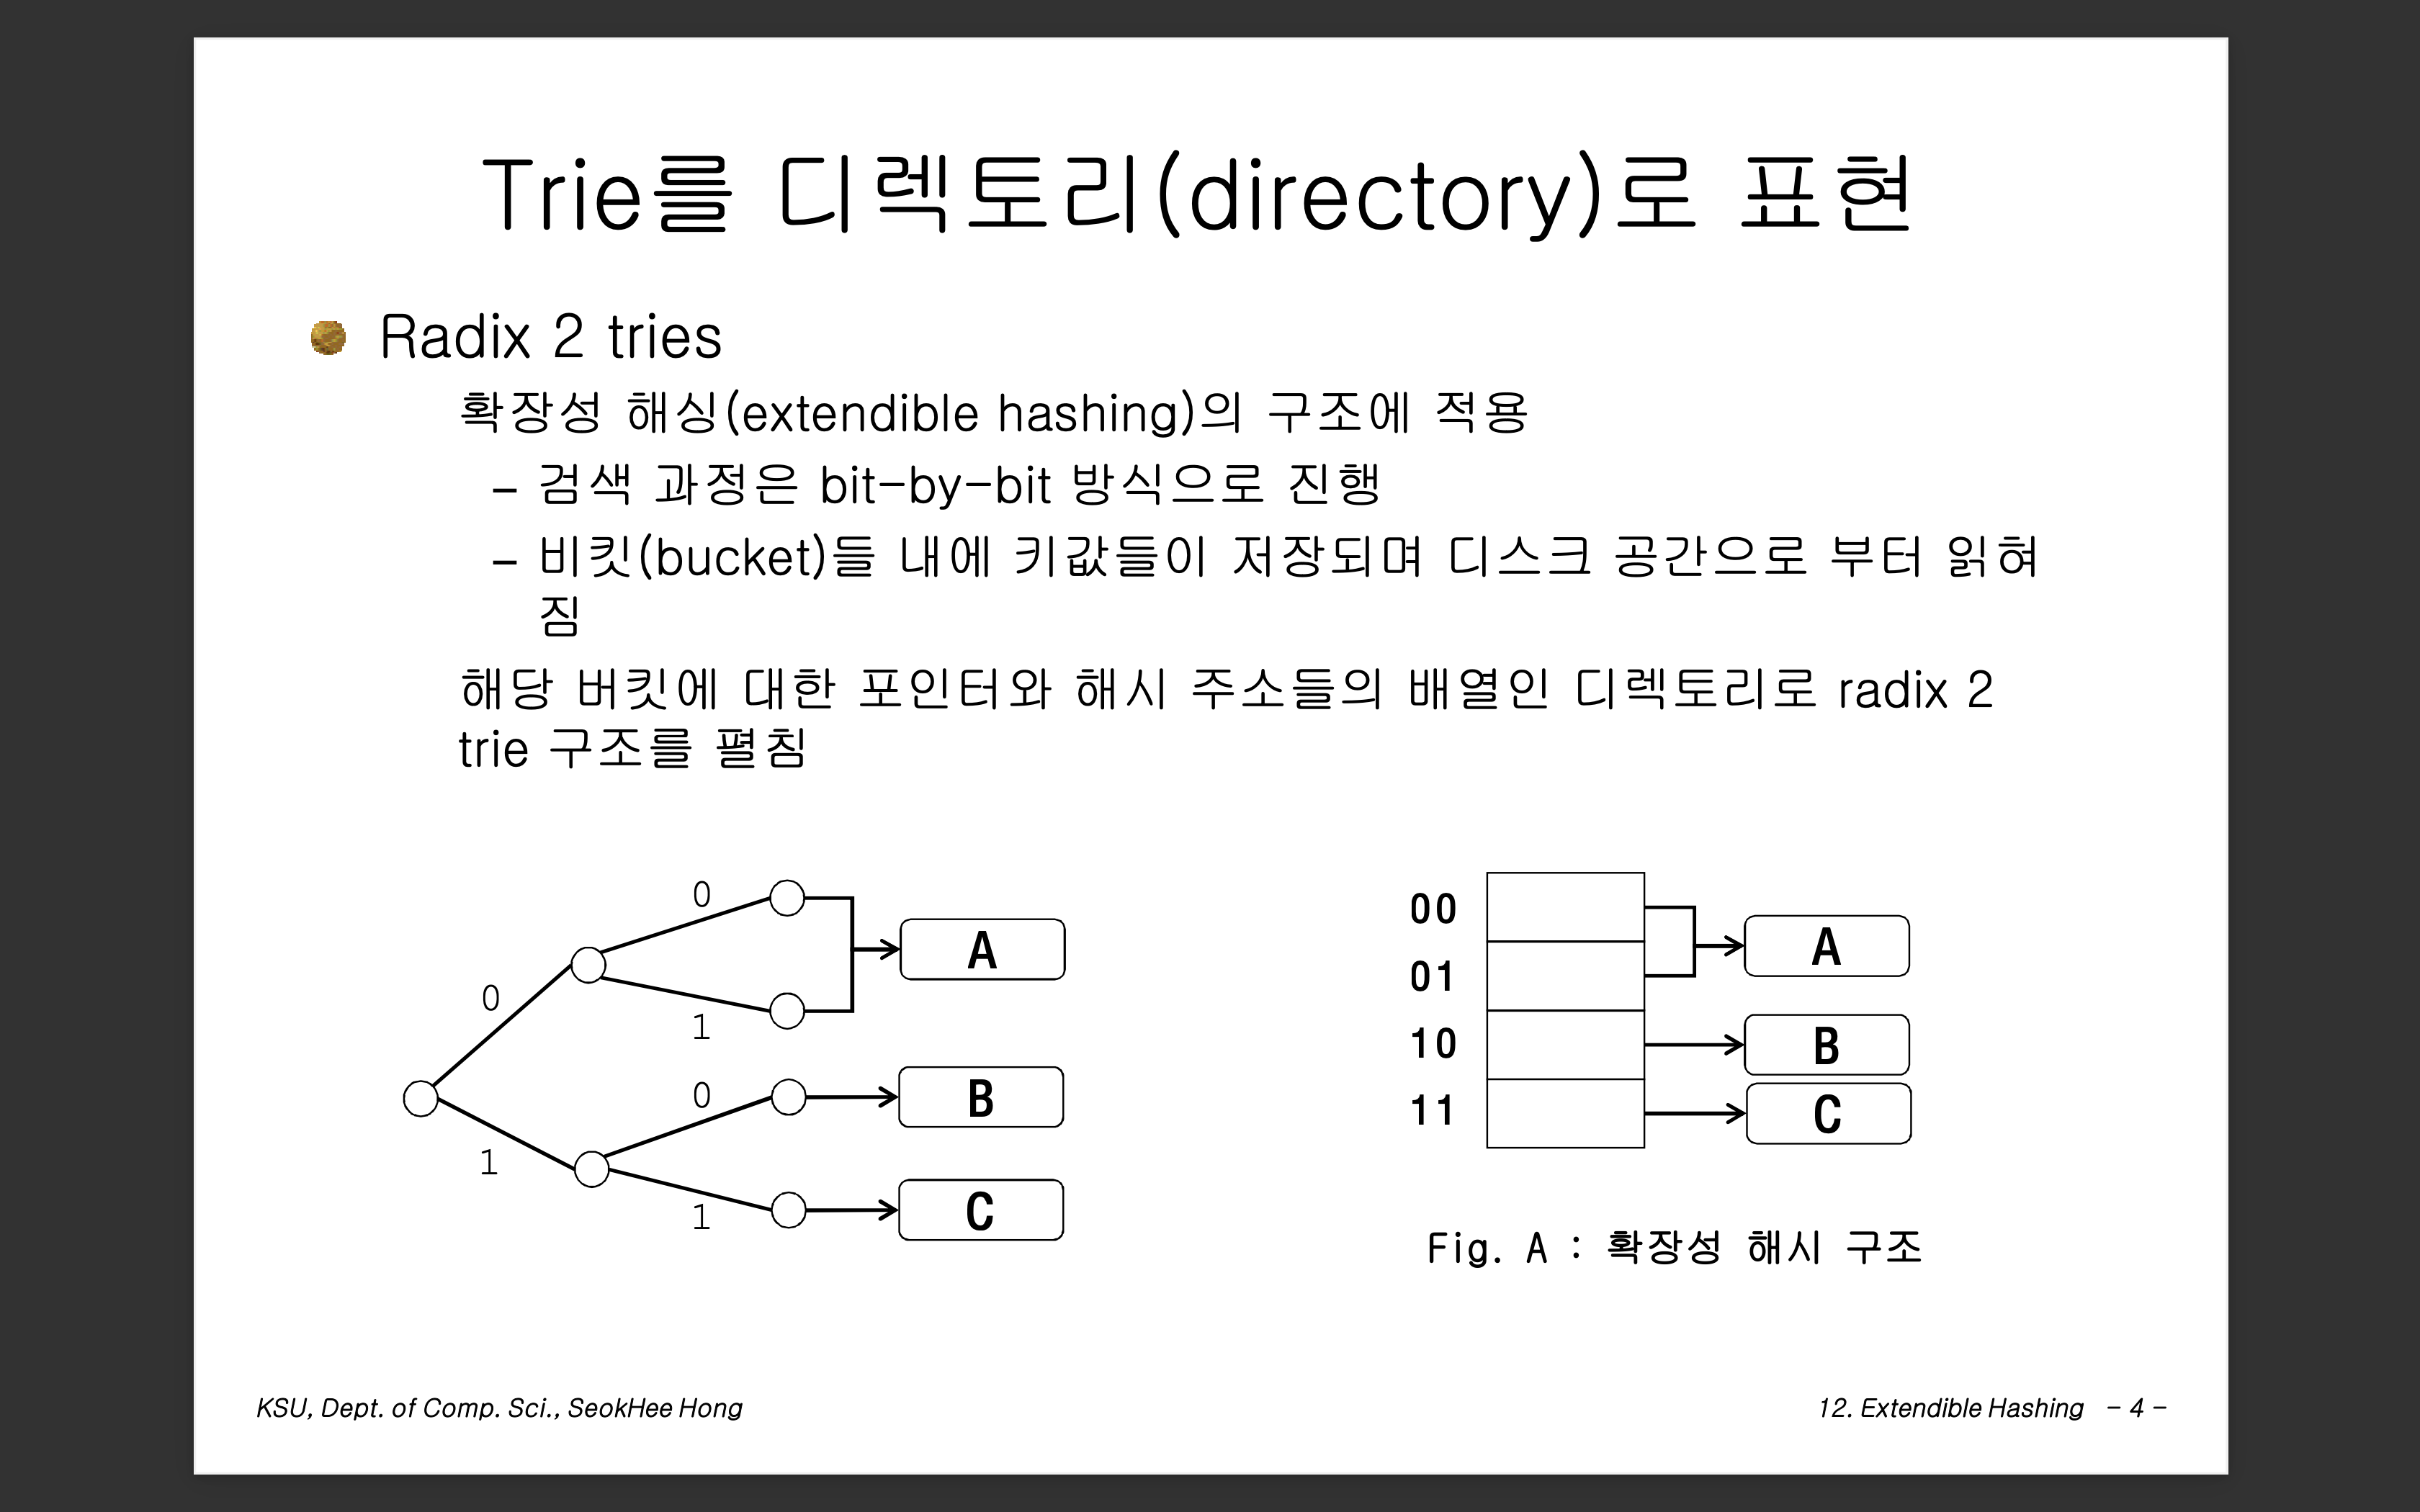 Trie를 디렉토리(directory)로 표현
Radix 2 tries
확장성 해싱(extendible hashing)의 구조에 적용
– 검색 과정은 bit-by-bit 방식으로 진행
– 비킷(bucket)들 내에 키값들이 저장되며 디스크 공간으로 부터 읽혀
짐
해당 버킷에 대한 포인터와 해시 주소들의 배열인 디렉토리로 radix 2
trie 구조를 펼침
0
1
0
1
0
1
A
B
C
00
01
10
11
A
B
C
Fig. A : 확장성 해시 구조
KSU, Dept. of Comp. Sci., SeokHee Hong
12. Extendible Hashing – 4 –